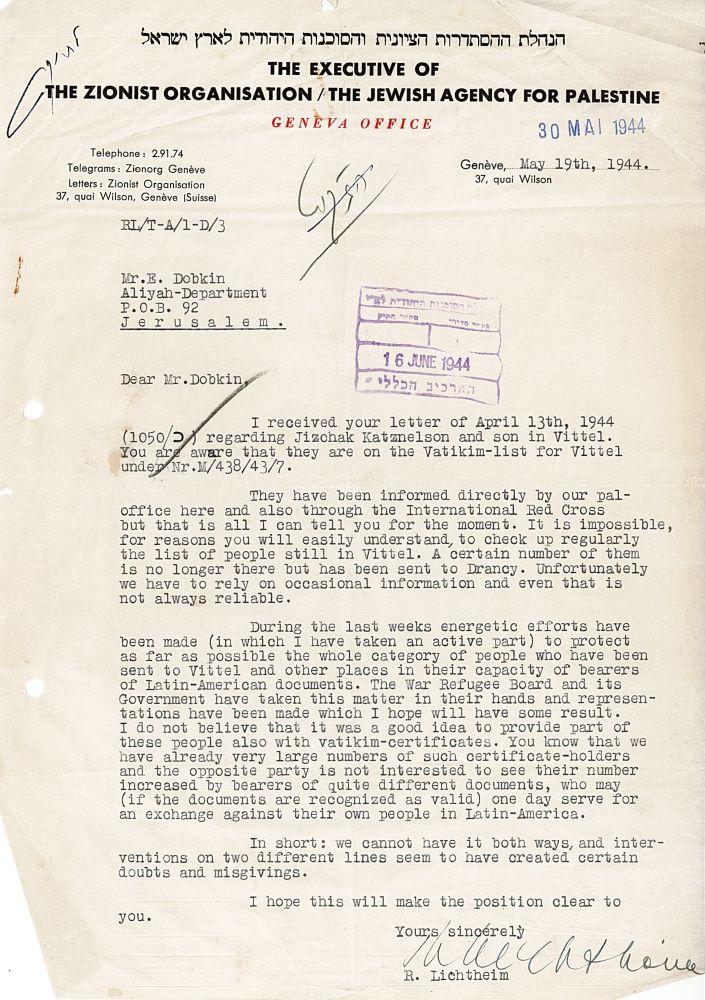 הנהלת ההסתדרות הציונית והסוכנות היהודית לארץ ישראל
THE EXECUTIVE OF
THE ZIONIST ORGANISATION / THE JEWISH AGENCY FOR PALESTINE
GENEVA OFFICE
30 MAI 1944
Telephone: 2.91.74
Telegrams: Zionorg Genève
Letters: Zionist Organisation
37, quai Wilson, Genève (Suisse)
Genève, May 19th, 1944.
37, quai Wilson
RL/T-A/1-D/3
Mr.E. Dobkin
Aliyah-Department
P.O.B. 92
Jerusalem.
16 JUNE 1944
הארכיב הכללי
Dear Mr.Dobkin,
I received your letter of April 13th, 1944
(1050/כ) regarding Jizchak Katznelson and son in Vittel.
You are aware that they are on the Vatikim-list for Vittel
under Nr.M/438/43/7.
They have been informed directly by our pal-
office here and also through the International Red Cross
but that is all I can tell you for the moment. It is impossible,
for reasons you will easily understand, to check up regularly
the list of people still in Vittel. A certain number of them
is no longer there but has been sent to Drancy. Unfortunately
we have to rely on occasional information and even that is
not always reliable.
During the last weeks energetic efforts have
been made (in which I have taken an active part) to protect
as far as possible the whole category of people who have been
sent to Vittel and other places in their capacity of bearers
of Latin-American documents. The War Refugee Board and its
Government have taken this matter in their hands and represen-
tations have been made which I hope will have some result.
I do not believe that it was a good idea to provide part of
these people also with vatikim-certificates. You know that we
have already very large numbers of such certificate-holders
and the opposite party is not interested to see their number
increased by bearers of quite different documents, who may
(if the documents are recognized as valid) one day serve for
an exchange against their own people in Latin-America.
In short: we cannot have it both ways, and inter-
ventions on two different lines seem to have created certain
doubts and misgivings.
I hope this will make the position clear to
you.
Yours sincerely
R. Lichtheim